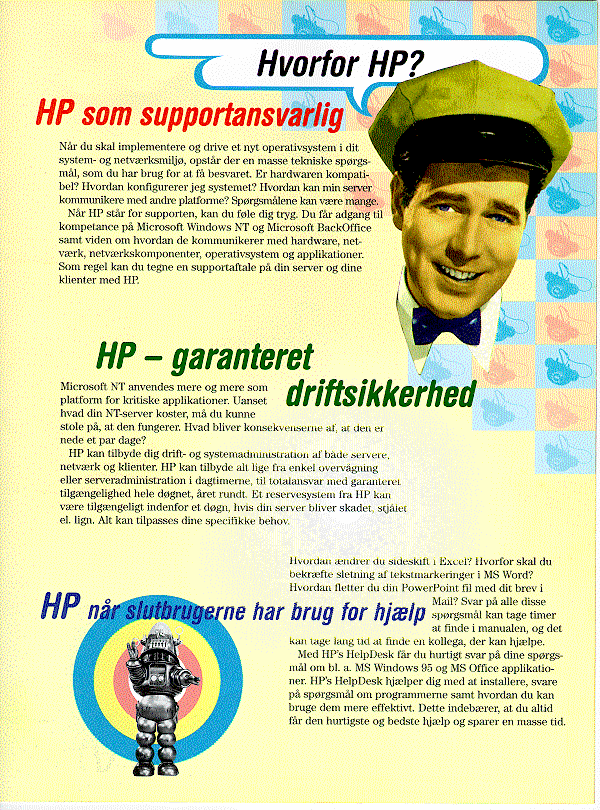 Hvorfor HP?
HP som supportansvarlig
Når du skal implementere og drive et nyt operativsystem i dit
system- og netværksmiljø, opstår der en masse tekniske spørgs-
mål, som du har brug for at få besvaret. Er hardwaren kompati-
bel? Hvordan konfigurerer jeg systemet? Hvordan kan min server
kommunikere med andre platforme? Spørgsmålene kan være mange.
Når HP står for supporten, kan du føle dig tryg. Du får adgang til
kompetance på Microsoft Windows NT og Microsoft BackOffice
samt viden om hvordan de kommunikerer med hardware, net-
værk, netværkskomponenter, operativsystem og applikationer.
Som regel kan du tegne en supportaftale på din server og dine
klienter med HP.
HP – garanteret
driftsikkerhed
Microsoft NT anvendes mere og mere som
platform for kritiske applikationer. Uanset
hvad din NT-server koster, må du kunne
stole på, at den fungerer. Hvad bliver konsekvenserne af, at den er
nede et par dage?
HP kan tilbyde dig drift- og systemadministration af både servere,
netværk og klienter. HP kan tilbyde alt lige fra enkel overvågning
eller serveradministration i dagtimerne, til totalansvar med garanteret
tilgængelighed hele døgnet, året rundt. Et reservesystem fra HP kan
være tilgængeligt indenfor et døgn, hvis din server bliver skadet, stjålet
el. lign. Alt kan tilpasses dine specifikke behov.
HP når slutbrugerne har brug for hjælp
Hvordan ændrer du sideskift i Excel? Hvorfor skal du
bekræfte sletning af tekstmarkeringer i MS Word?
Hvordan fletter du din PowerPoint fil med dit brev i
Mail? Svar på alle disse
spørgsmål kan tage timer
at finde i manualen, og det
kan tage lang tid at finde en kollega, der kan hjælpe.
Med HP's HelpDesk får du hurtigt svar på dine spørgs-
mål om bl. a. MS Windows 95 og MS Office applikatio-
ner. HP's HelpDesk hjælper dig med at installere, svare
på spørgsmål om programmerne samt hvordan du kan
bruge dem mere effektivt. Dette indebærer, at du altid
får den hurtigste og bedste hjælp og sparer en masse tid.